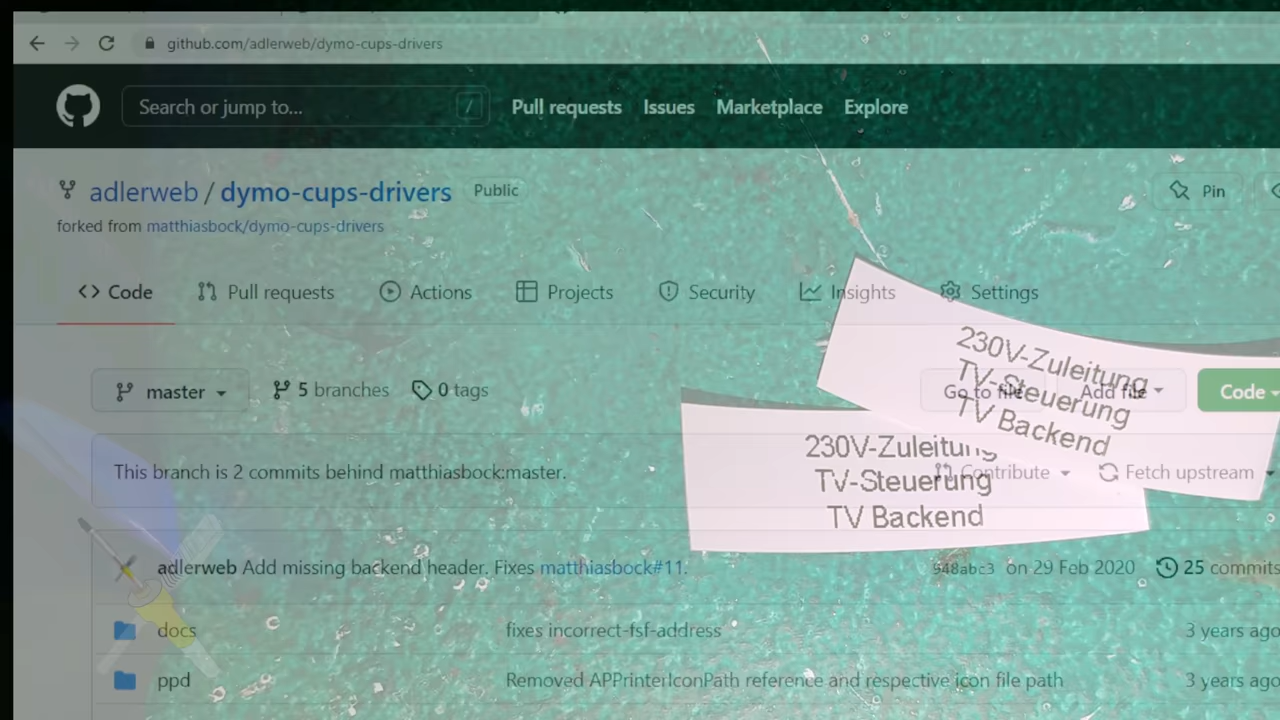 github.com/adlerweb/dymo-cups-drivers
Search or jump to... /
Pull requests Issues Marketplace Explore
adlerweb / dymo-cups-drivers Public
Pin
forked from matthiasbock/dymo-cups-drivers
Code Pull requests Actions Projects Security Insights Settings
master 5 branches 0 tags
Go to file Add file Code
230V-Zuleitung
TV-Steuerung
TV Backend
230V-Zuleitung
TV-Steuerung
TV Backend
This branch is 2 commits behind matthiasbock:master.
Contribute Fetch upstream
adlerweb Add missing backend header. Fixes matthiasbock#11.
948abc3 on 29 Feb 2020 25 commits
docs fixes incorrect-fsf-address 3 years ago
ppd Removed APPrinterIconPath reference and respective icon file path 3 years ago